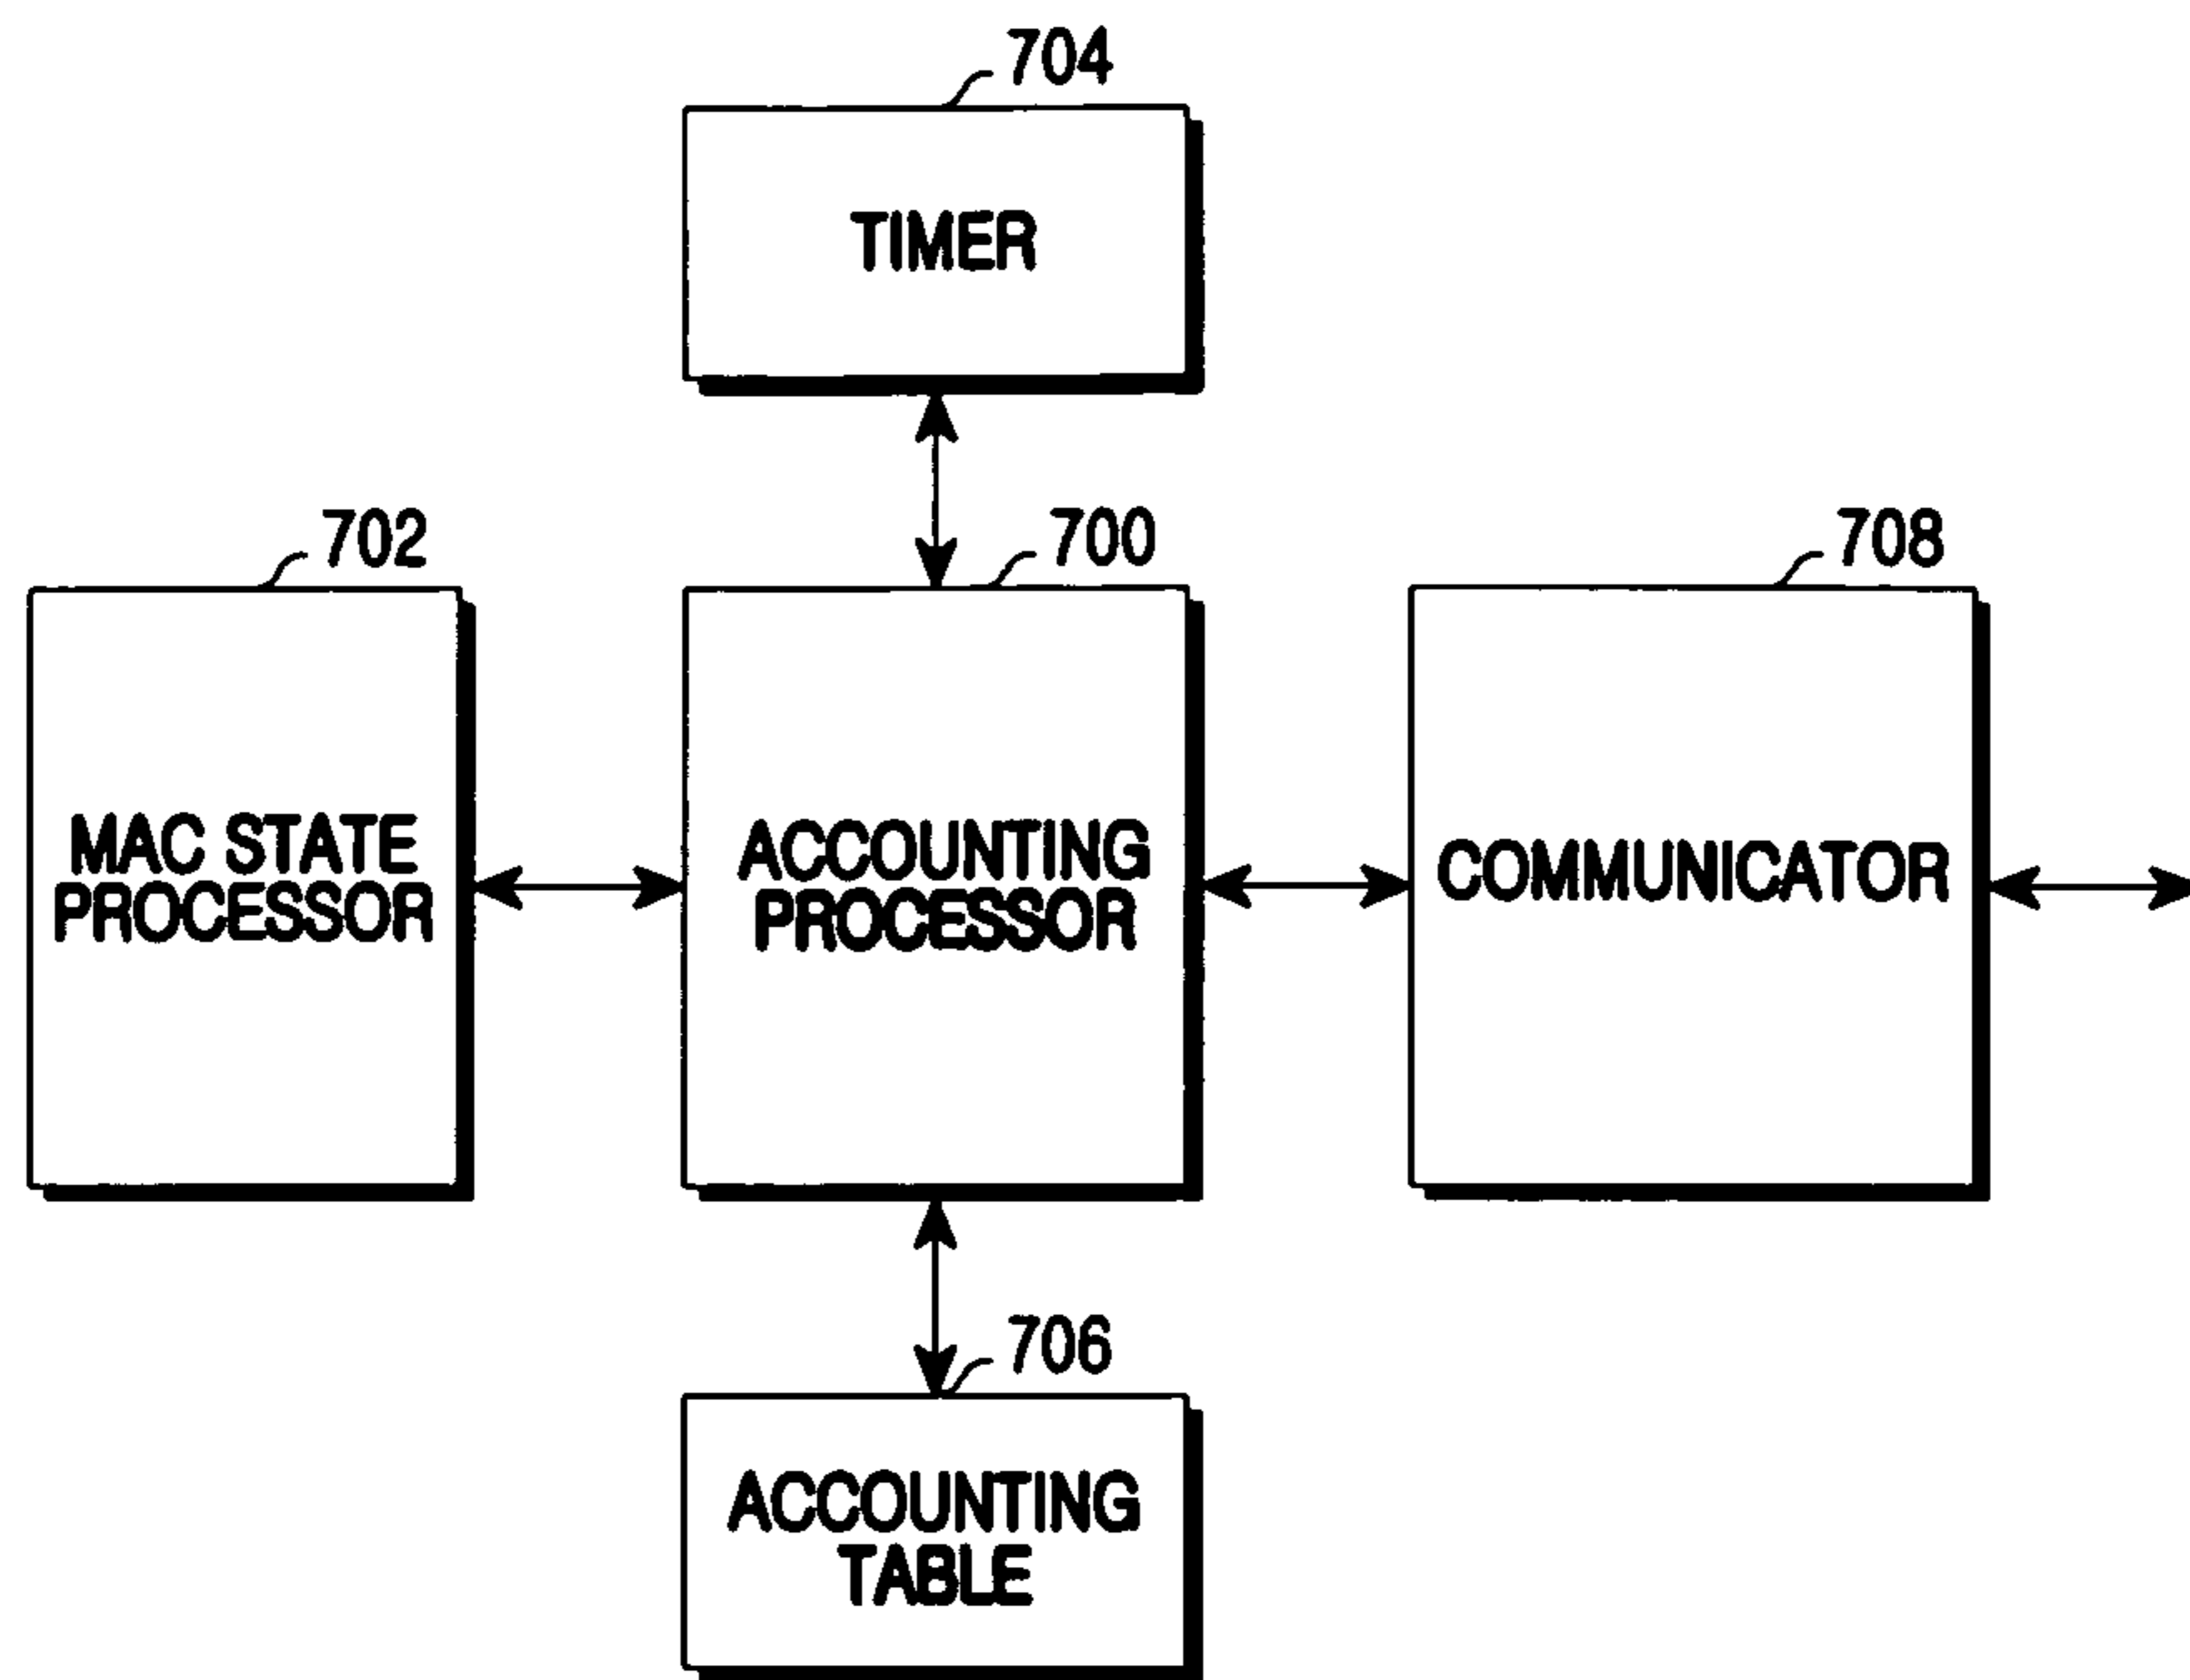 704
TIMER
702
700
708
MAC STATE
PROCESSOR
ACCOUNTING
PROCESSOR
COMMUNICATOR
706
ACCOUNTING
TABLE